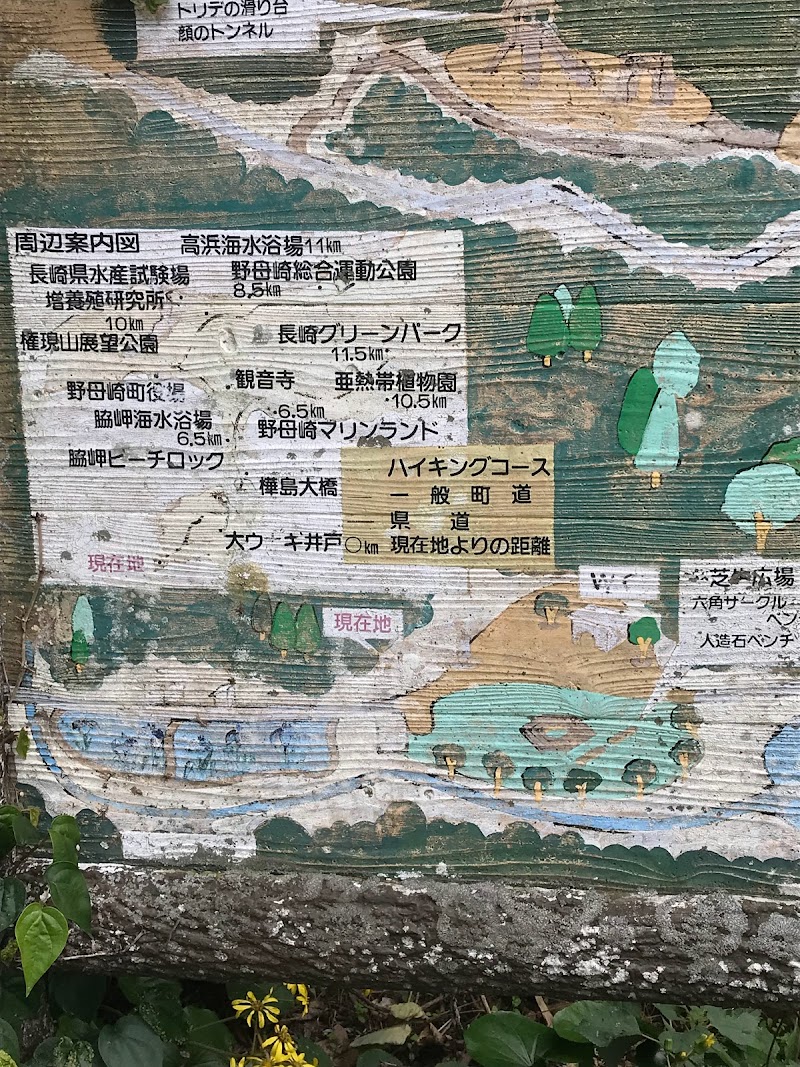 トリデの滑り台
顔のトンネル
周辺案内図
高浜海水浴場11km
長崎県水産試験場
増養殖研究所
10km
野母崎総合運動公園
8.5km
権現山展望公園
長崎グリーンパーク
11.5km
野母崎町役場
観音寺
6.5km
亜熱帯植物園
10.5km
脇岬海水浴場
6.5km
野母崎マリンランド
脇岬ビーチロック
樺島大橋
ハイキングコース
一般町道
県道
○km 現在地よりの距離
大ウ キ井戸
現在地
現在地
WC
芝 広場
六角サークル
ベン
人造石ベンチ